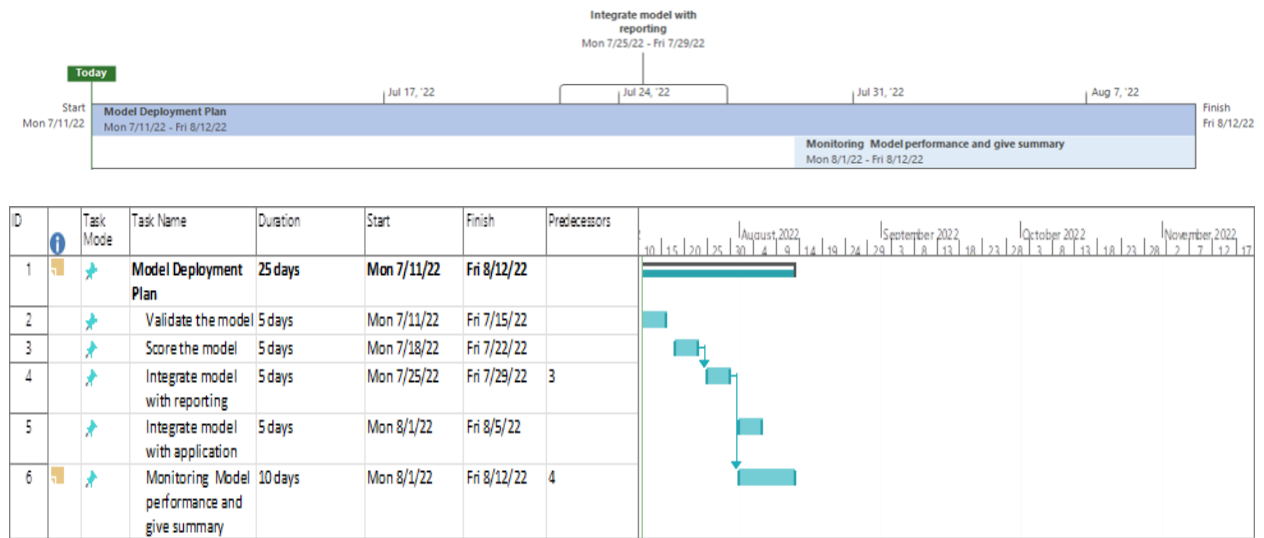 Integrate model with
reporting
Mon 7/25/22 - Fri 7/29/22
Today
Jul 17, '22
Jul 24, '22
Jul 31, '22
Aug 7, '22
Start
Mon 7/11/22
Model Deployment Plan
Mon 7/11/22 - Fri 8/12/22
Finish
Fri 8/12/22
Monitoring Model performance and give summary
Mon 8/1/22 - Fri 8/12/22
ID Task Mode Task Name Duration Start Finish Predecessors
August 2022 September 2022 October 2022 November 2022
10 15 20 25 30 4 9 14 19 24 29 3 8 13 18 23 28 3 8 13 18 23 28 2 7 12 17
1 Model Deployment 25 days Mon 7/11/22 Fri 8/12/22
Plan
2 Validate the model 5 days Mon 7/11/22 Fri 7/15/22
3 Score the model 5 days Mon 7/18/22 Fri 7/22/22
4 Integrate model 5 days Mon 7/25/22 Fri 7/29/22 3
with reporting
5 Integrate model 5 days Mon 8/1/22 Fri 8/5/22
with application
6 Monitoring Model 10 days Mon 8/1/22 Fri 8/12/22 4
performance and
give summary